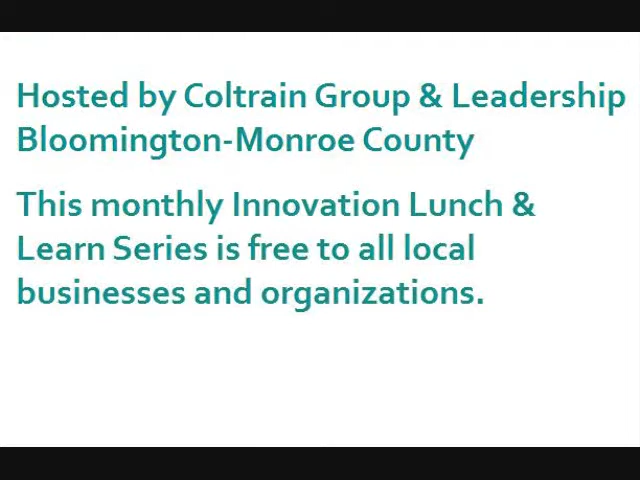 Hosted by Coltrain Group & Leadership
Bloomington-Monroe County
This monthly Innovation Lunch &
Learn Series is free to all local
businesses and organizations.